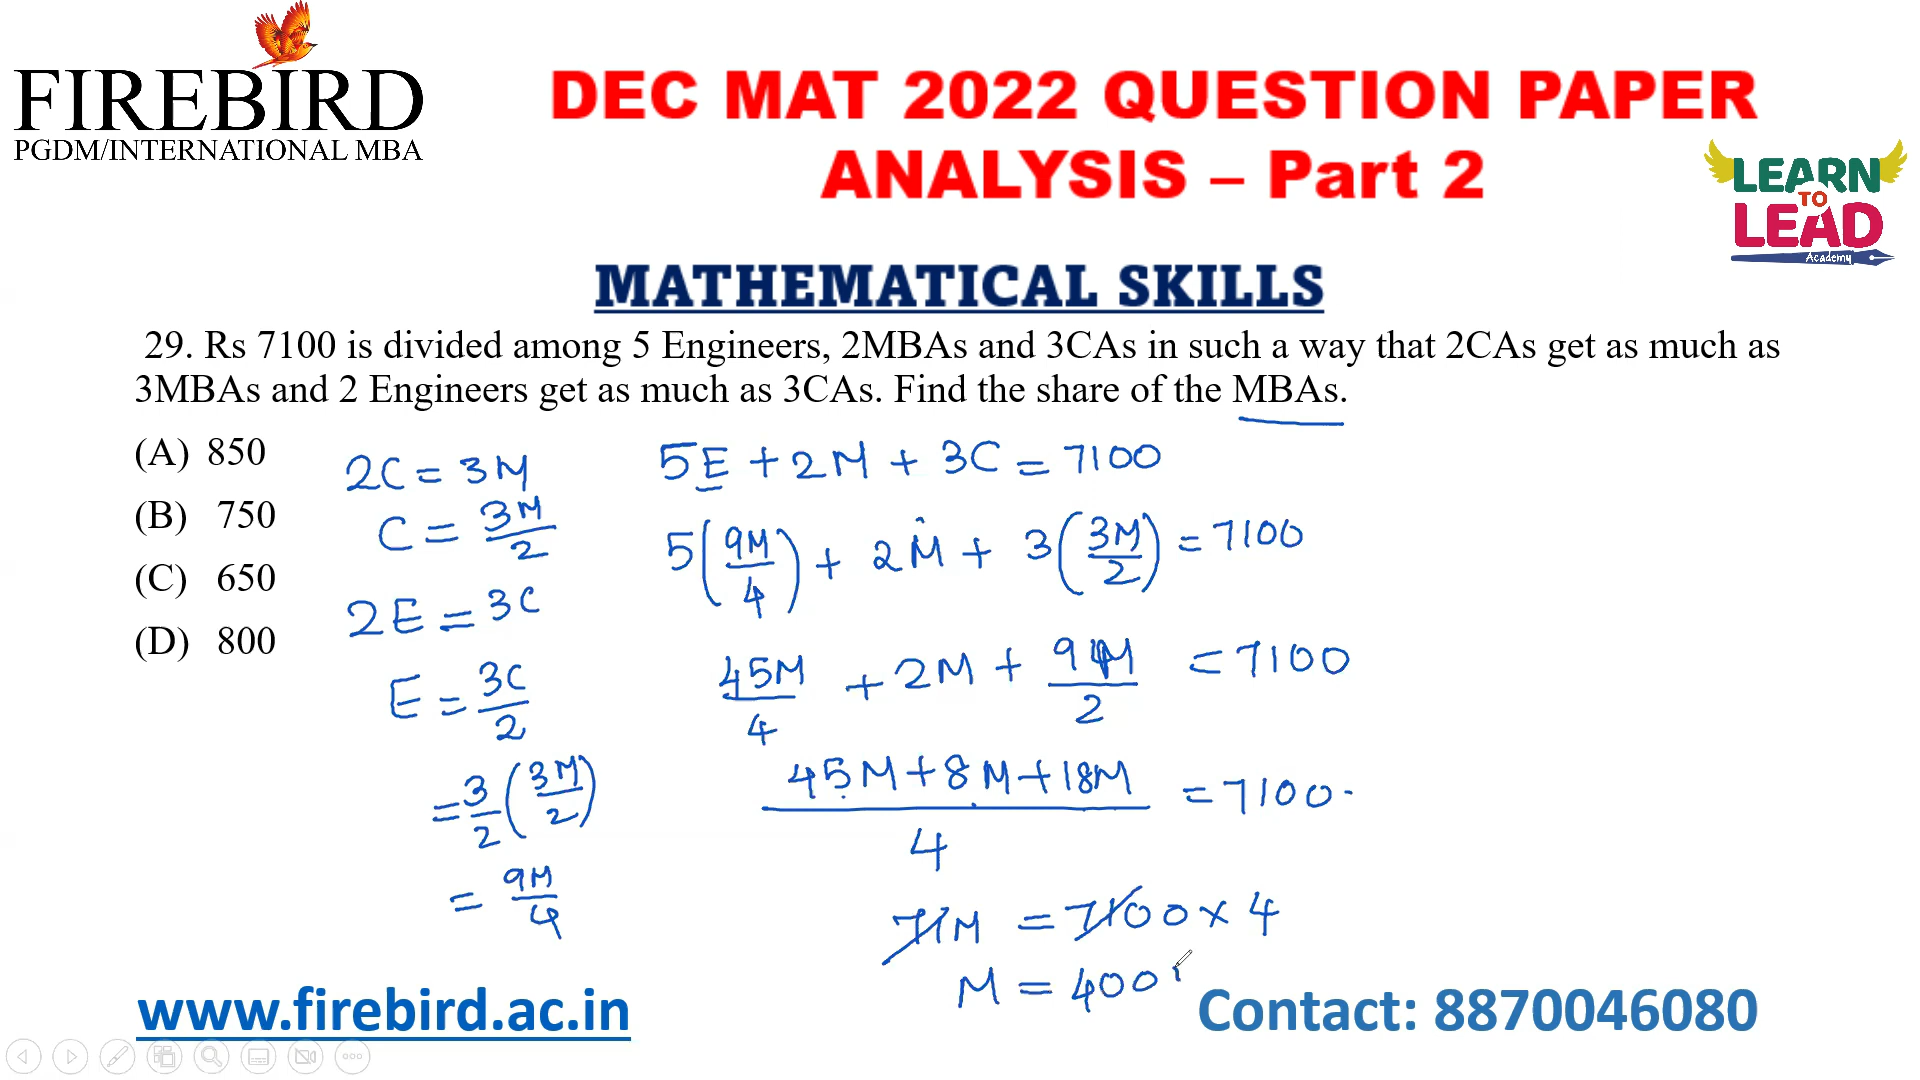 FIREBIRD
PGDM/INTERNATIONAL MBA
DEC MAT 2022 QUESTION PAPER
ANALYSIS – Part 2
LEARN
TO
LEAD
Academy
MATHEMATICAL SKILLS
29. Rs 7100 is divided among 5 Engineers, 2MBAs and 3CAs in such a way that 2CAs get as much as
3MBAs and 2 Engineers get as much as 3CAs. Find the share of the MBAs.
(A) 850
(B) 750
(C) 650
(D) 800
2C = 3M
C = 3M/2
2E = 3C
E = 3C/2
= 3/2 (3M/2)
= 9M/4
5E + 2M + 3C = 7100
5(9M/4) + 2M + 3(3M/2) = 7100
45M/4 + 2M + 9M/2 = 7100
45M + 8M + 18M / 4 = 7100
71M = 7100 x 4
M = 400
www.firebird.ac.in
Contact: 8870046080